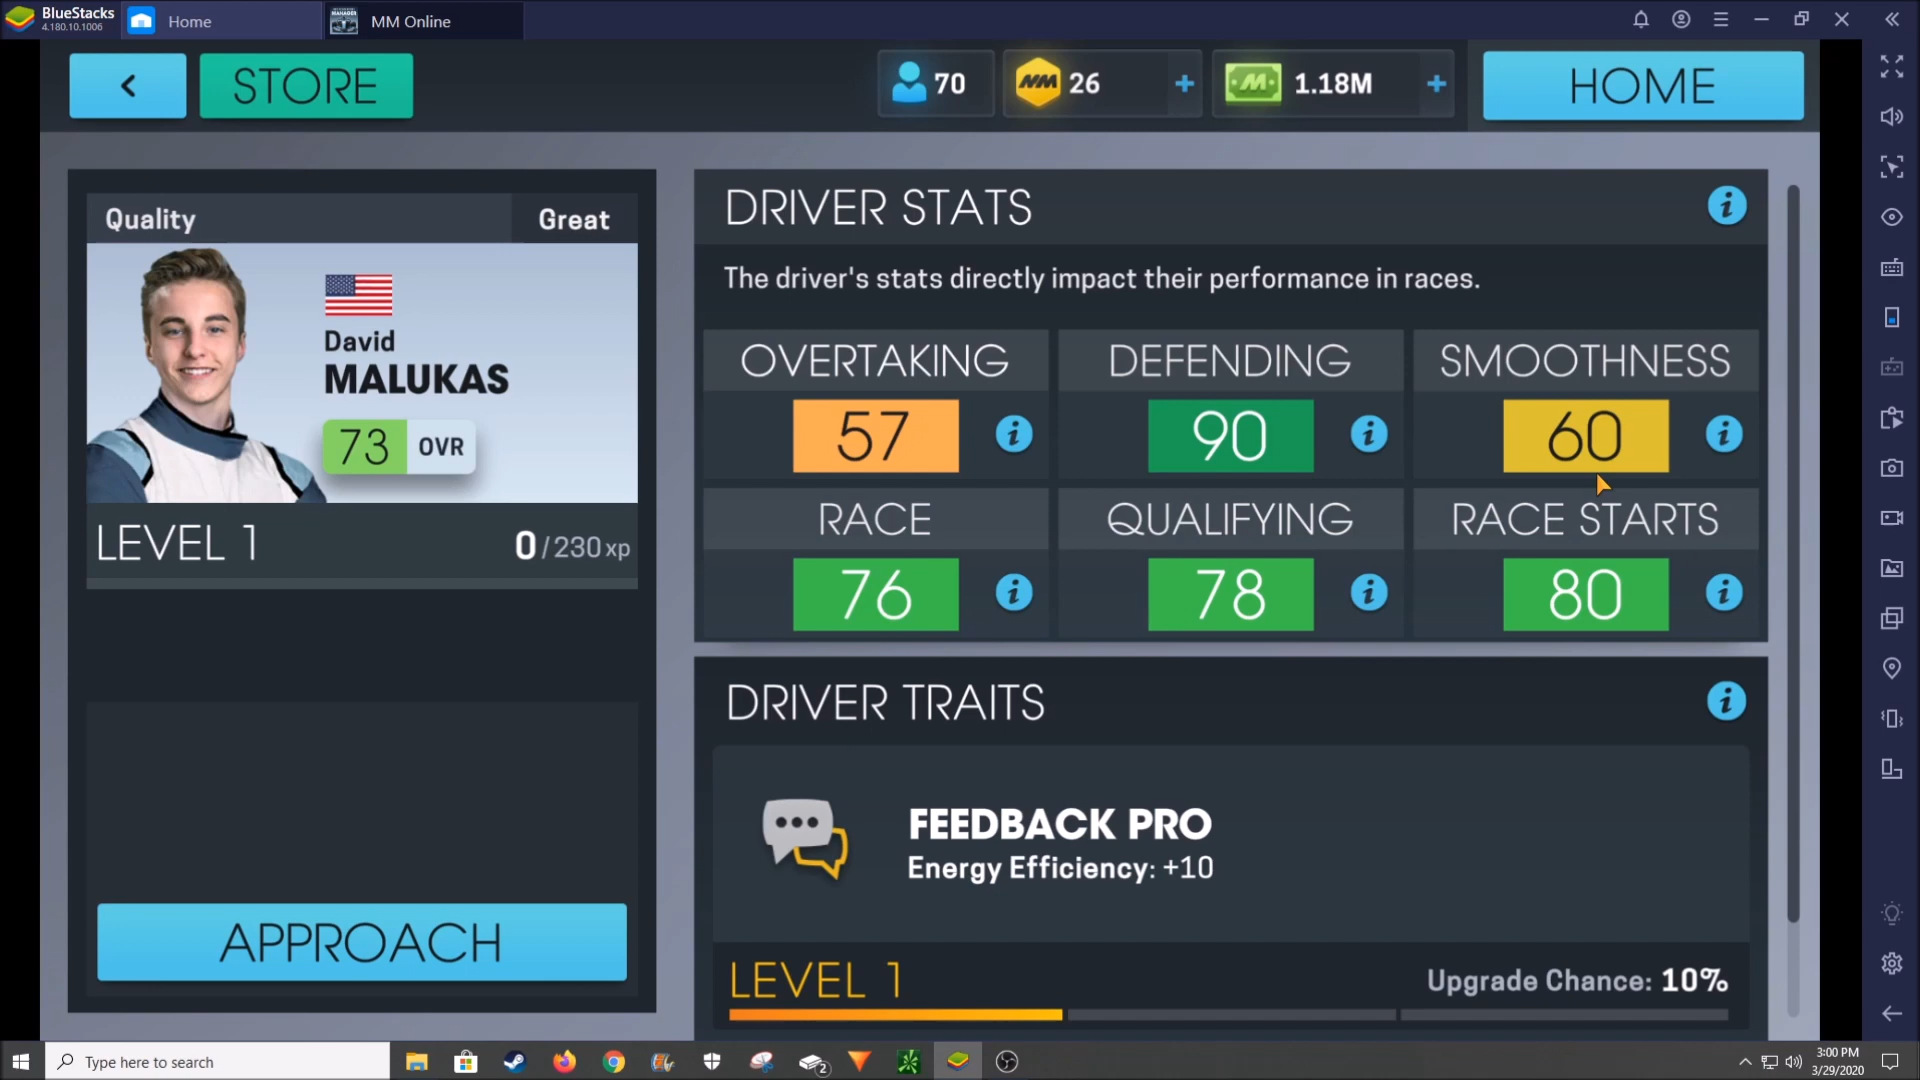 BlueStacks
4.180.10.1006
Home
MM Online
STORE
70
26
1.18M
HOME
Quality
Great
David
MALUKAS
73 OVR
LEVEL 1
0/230 xp
APPROACH
DRIVER STATS
The driver's stats directly impact their performance in races.
OVERTAKING
DEFENDING
SMOOTHNESS
57
90
60
RACE
QUALIFYING
RACE STARTS
76
78
80
DRIVER TRAITS
FEEDBACK PRO
Energy Efficiency: +10
LEVEL 1
Upgrade Chance: 10%
Type here to search
2
3:00 PM
3/29/2020